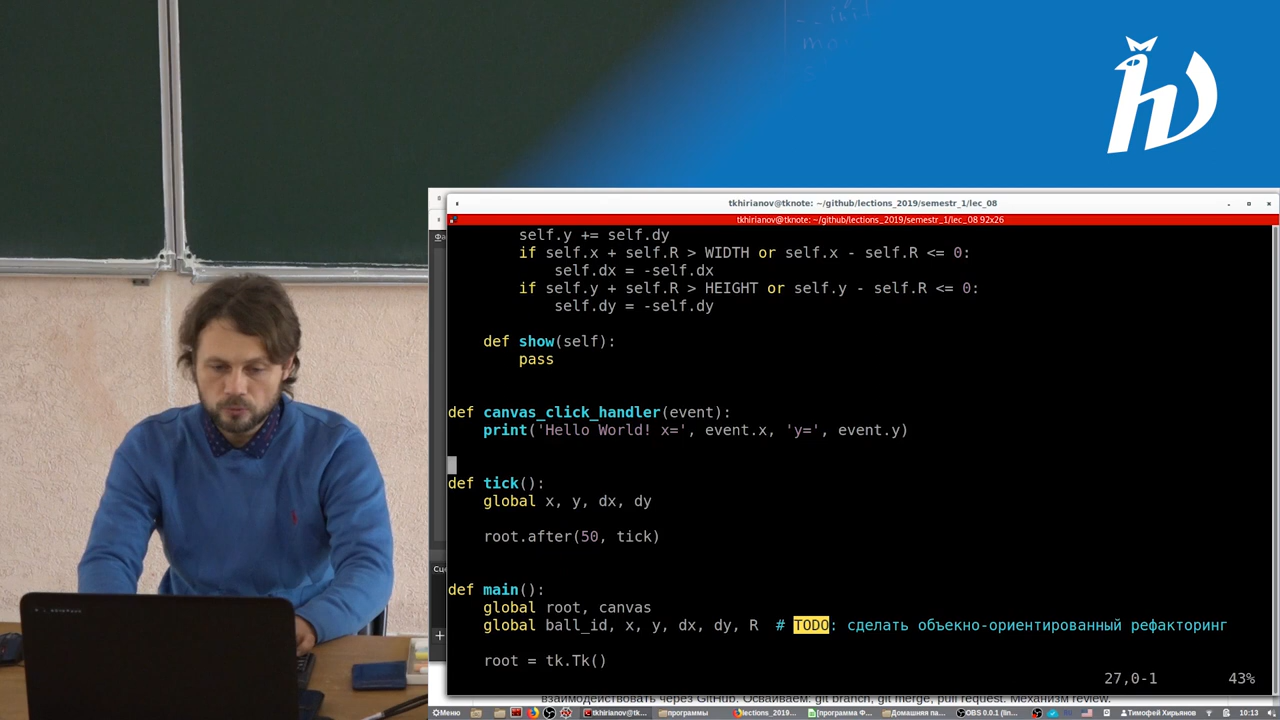 tkhirianov@tknote: ~/github/lections_2019/semestr_1/lec_08
tkhirianov@tknote: ~/github/lections_2019/semestr_1/lec_08 92x26
self.y += self.dy
if self.x + self.R > WIDTH or self.x - self.R <= 0:
self.dx = -self.dx
if self.y + self.R > HEIGHT or self.y - self.R <= 0:
self.dy = -self.dy
def show(self):
pass
def canvas_click_handler(event):
print('Hello World! x=', event.x, 'y=', event.y)
def tick():
global x, y, dx, dy
root.after(50, tick)
def main():
global root, canvas
global ball_id, x, y, dx, dy, R # TODO: сделать объекно-ориентированный рефакторинг
root = tk.Tk()
27,0-1 43%
взаимодействовать через GitHub. Осваиваем: git branch, git merge, pull request. Механизм review.
Меню tkhirianov@tk... программы lections_2019... [программа Ф... Домашняя па... OBS 0.0.1 (lin... Тимофей Хирьянов 10:13